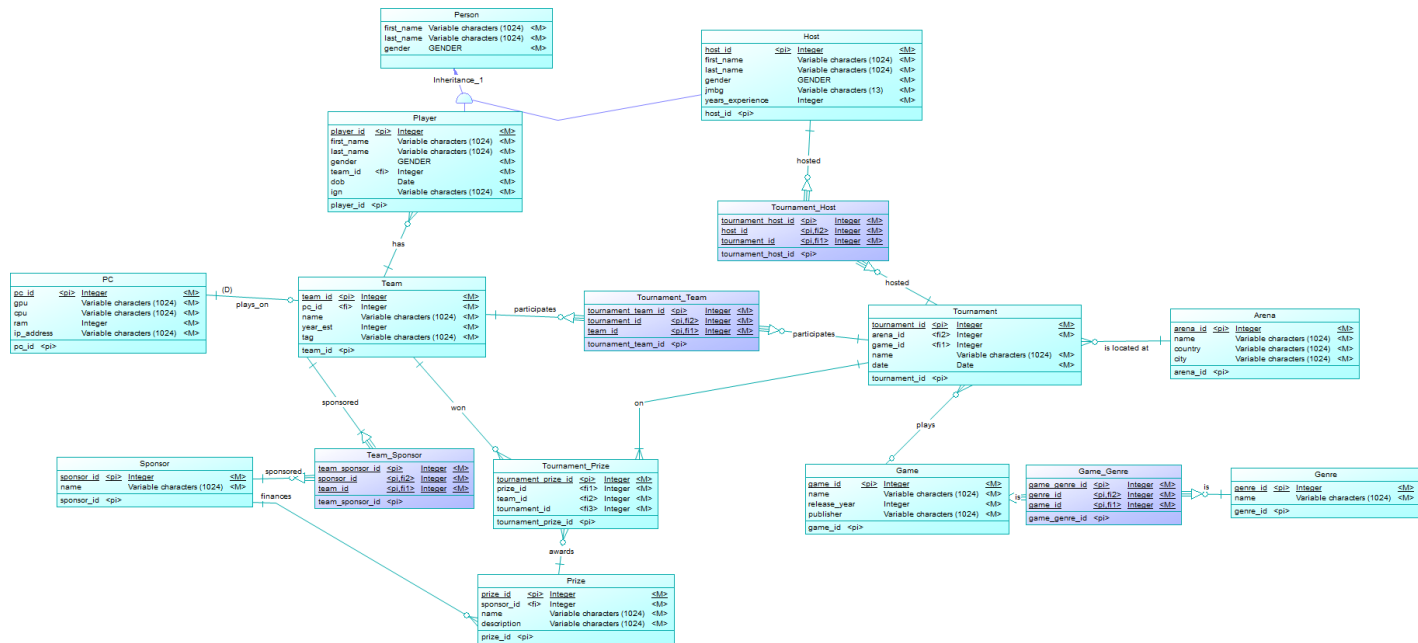 Person
first_name Variable characters (1024) <M>
last_name Variable characters (1024) <M>
gender GENDER <M>
Inheritance_1
Host
host_id <pi> Integer <M>
first_name Variable characters (1024) <M>
last_name Variable characters (1024) <M>
gender GENDER <M>
jmbg Variable characters (13) <M>
years_experience Integer <M>
host_id <pi>
Player
player_id <pi> Integer <M>
first_name Variable characters (1024) <M>
last_name Variable characters (1024) <M>
gender GENDER <M>
team_id <fi> Integer <M>
dob Date <M>
ign Variable characters (1024) <M>
player_id <pi>
hosted
Tournament_Host
tournament_host_id <pi> Integer <M>
host_id <pi,fi2> Integer <M>
tournament_id <pi,fi1> Integer <M>
tournament_host_id <pi>
has
hosted
PC
pc_id <pi> Integer <M>
gpu Variable characters (1024) <M>
cpu Variable characters (1024) <M>
ram Integer <M>
ip_address Variable characters (1024) <M>
pc_id <pi>
(D)
plays_on
Team
team_id <pi> Integer <M>
pc_id <fi> Integer <M>
name Variable characters (1024) <M>
year_est Integer <M>
tag Variable characters (1024) <M>
team_id <pi>
participates
Tournament_Team
tournament_team_id <pi> Integer <M>
tournament_id <pi,fi2> Integer <M>
team_id <pi,fi1> Integer <M>
tournament_team_id <pi>
participates
Tournament
tournament_id <pi> Integer <M>
arena_id <fi2> Integer <M>
game_id <fi1> Integer
name Variable characters (1024) <M>
date Date <M>
tournament_id <pi>
is located at
Arena
arena_id <pi> Integer <M>
name Variable characters (1024) <M>
country Variable characters (1024) <M>
city Variable characters (1024) <M>
arena_id <pi>
sponsored
won
on
plays
Sponsor
sponsor_id <pi> Integer <M>
name Variable characters (1024) <M>
sponsor_id <pi>
sponsored
finances
Team_Sponsor
team_sponsor_id <pi> Integer <M>
sponsor_id <pi,fi2> Integer <M>
team_id <pi,fi1> Integer <M>
team_sponsor_id <pi>
Tournament_Prize
tournament_prize_id <pi> Integer <M>
prize_id <fi1> Integer <M>
team_id <fi2> Integer <M>
tournament_id <fi3> Integer <M>
tournament_prize_id <pi>
awards
Game
game_id <pi> Integer <M>
name Variable characters (1024) <M>
release_year Integer <M>
publisher Variable characters (1024) <M>
game_id <pi>
is
Game_Genre
game_genre_id <pi> Integer <M>
genre_id <pi,fi2> Integer <M>
game_id <pi,fi1> Integer <M>
game_genre_id <pi>
is
Genre
genre_id <pi> Integer <M>
name Variable characters (1024) <M>
genre_id <pi>
Prize
prize_id <pi> Integer <M>
sponsor_id <fi> Integer <M>
name Variable characters (1024) <M>
description Variable characters (1024) <M>
prize_id <pi>